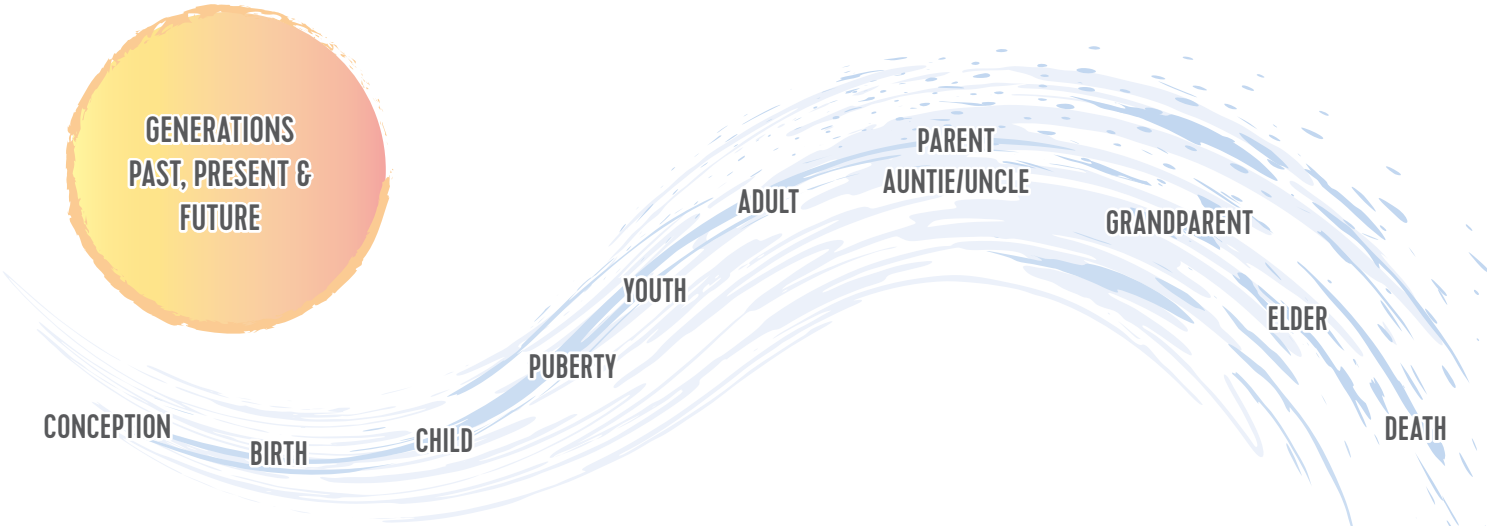 GENERATIONS
PAST, PRESENT &
FUTURE
CONCEPTION
BIRTH
CHILD
PUBERTY
YOUTH
ADULT
PARENT
AUNTIE/UNCLE
GRANDPARENT
ELDER
DEATH